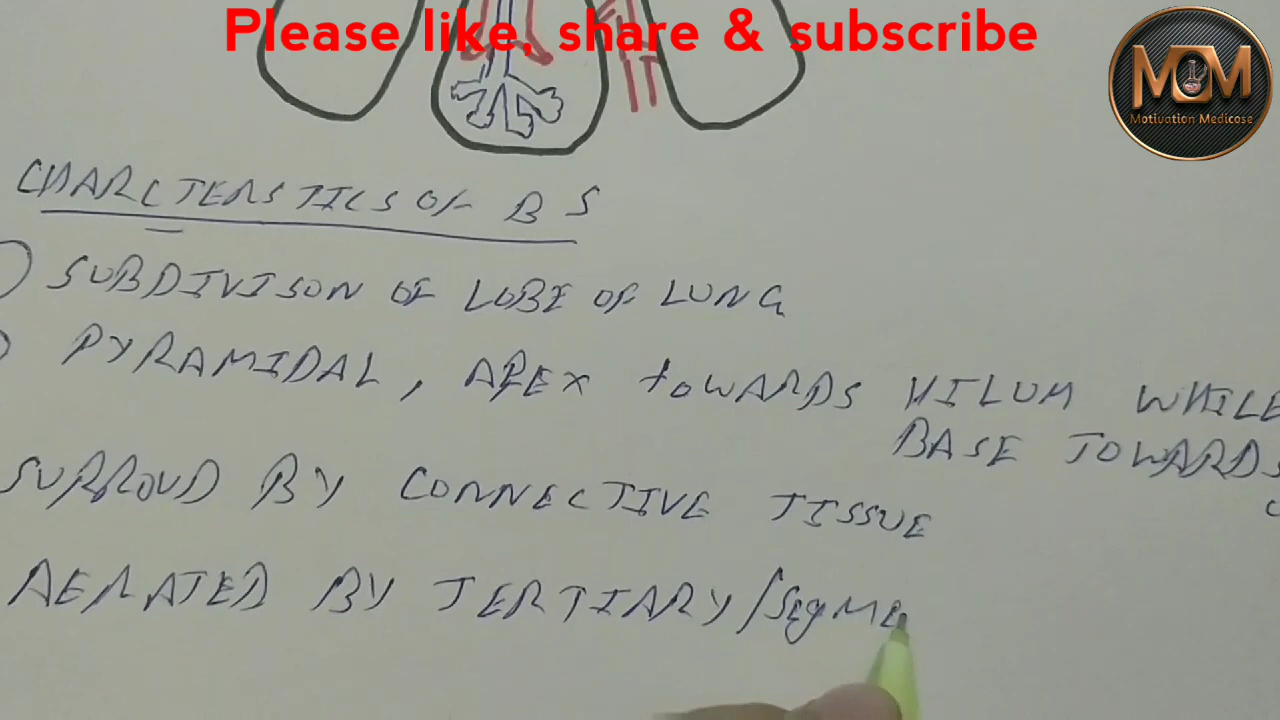 Please like, share & subscribe
MOM
Motivation Medicose
CHARCTERSTICS OF B S
SUBDIVISON OF LOBE OF LUNG
PYRAMIDAL, APEX TOWARDS HILUM WHILE
BASE TOWARDS
SURROUD BY CONNECTIVE TISSUE
AERATED BY TERTIARY/SEGME